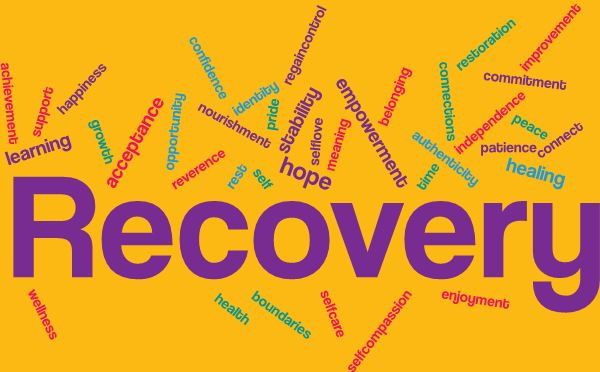 achievement
support
happiness
learning
growth
acceptance
opportunity
confidence
nourishment
identity
pride
regaincontrol
reverence
rest
self
stability
selflove
meaning
hope
empowerment
belonging
connections
restoration
improvement
commitment
independence
authenticity
time
peace
patience
connect
healing
Recovery
wellness
health
boundaries
selfcare
selfcompassion
enjoyment